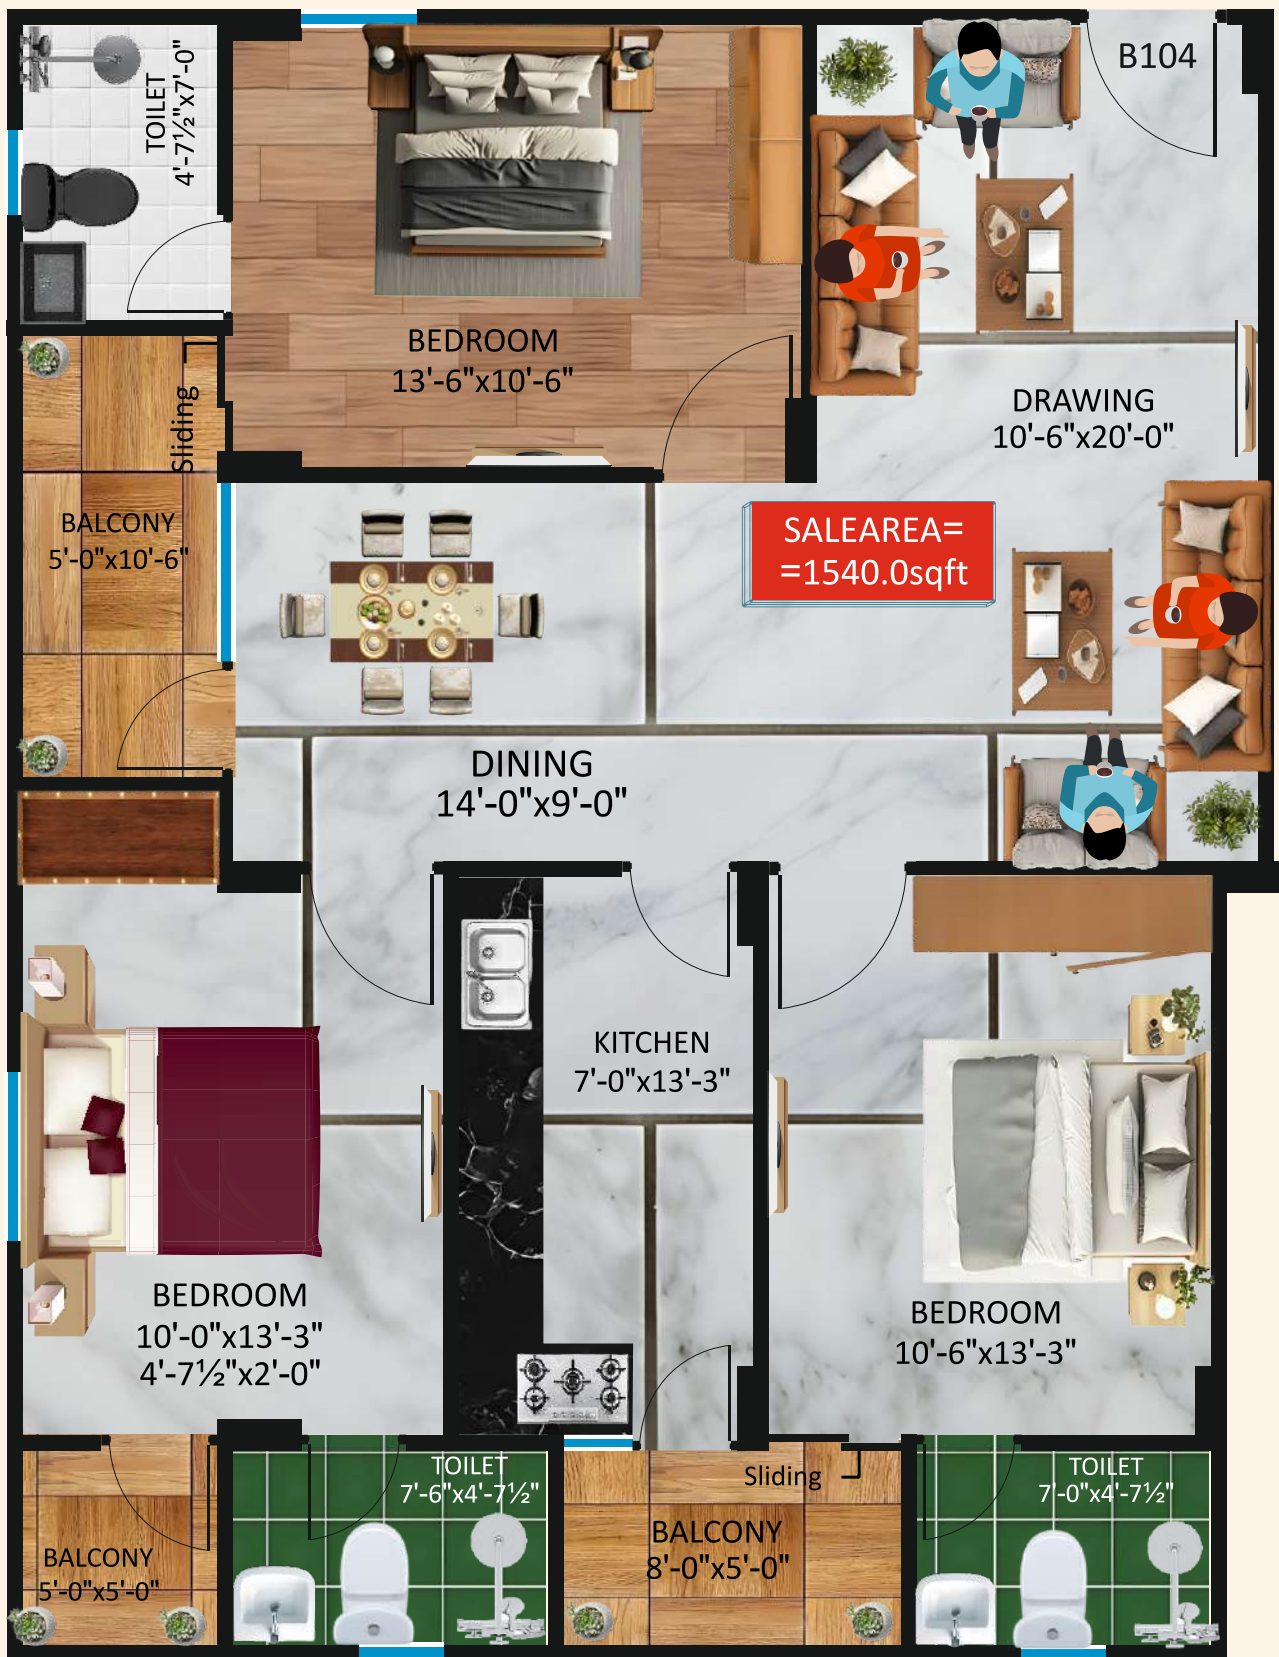 B104
TOILET
4'-7½"x7'-0"
BEDROOM
13'-6"x10'-6"
Sliding
DRAWING
10'-6"x20'-0"
BALCONY
5'-0"x10'-6"
SALEAREA=
=1540.0sqft
DINING
14'-0"x9'-0"
KITCHEN
7'-0"x13'-3"
BEDROOM
10'-0"x13'-3"
4'-7½"x2'-0"
BEDROOM
10'-6"x13'-3"
TOILET
7'-6"x4'-7½"
Sliding
TOILET
7'-0"x4'-7½"
BALCONY
8'-0"x5'-0"
BALCONY
5'-0"x5'-0"